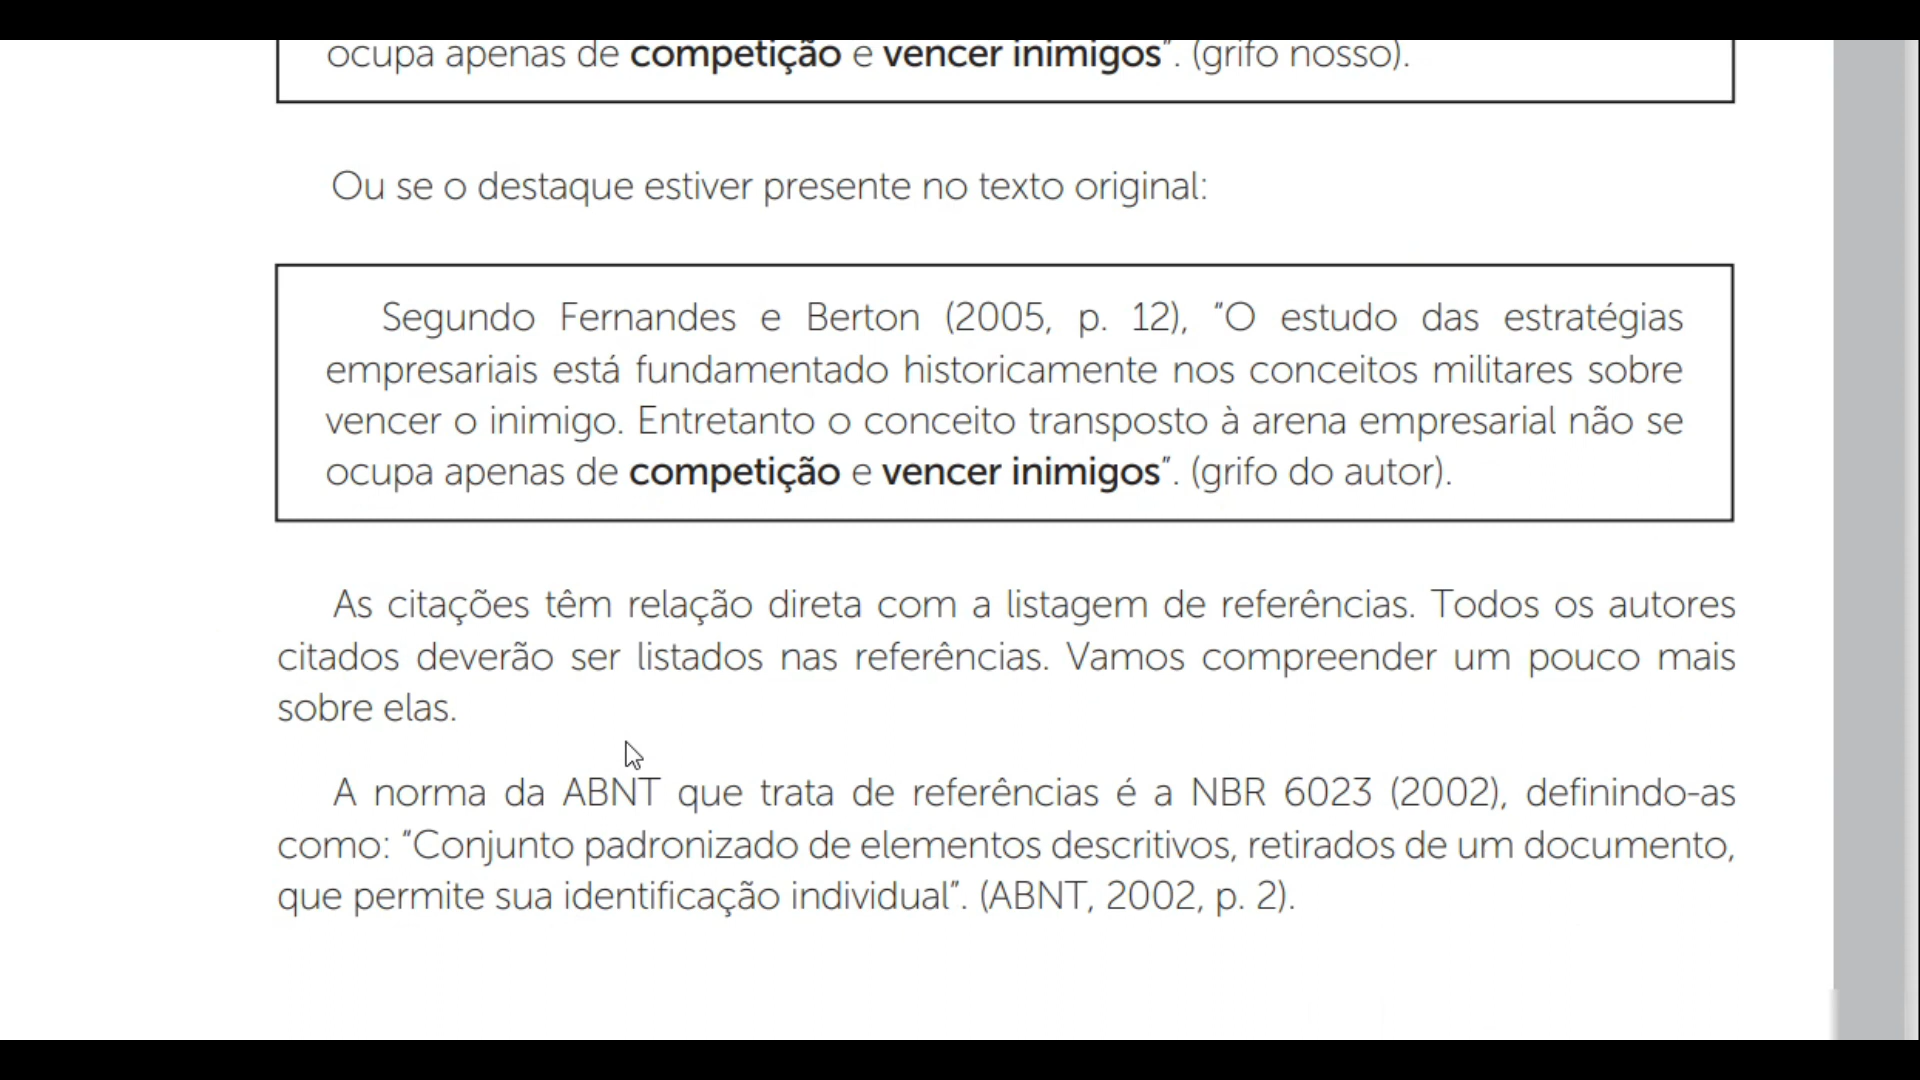 ocupa apenas de competição e vencer inimigos”. (grifo nosso).
Ou se o destaque estiver presente no texto original:
Segundo Fernandes e Berton (2005, p. 12), “O estudo das estratégias
empresariais está fundamentado historicamente nos conceitos militares sobre
vencer o inimigo. Entretanto o conceito transposto à arena empresarial não se
ocupa apenas de competição e vencer inimigos”. (grifo do autor).
As citações têm relação direta com a listagem de referências. Todos os autores
citados deverão ser listados nas referências. Vamos compreender um pouco mais
sobre elas.
A norma da ABNT que trata de referências é a NBR 6023 (2002), definindo-as
como: “Conjunto padronizado de elementos descritivos, retirados de um documento,
que permite sua identificação individual”. (ABNT, 2002, p. 2).